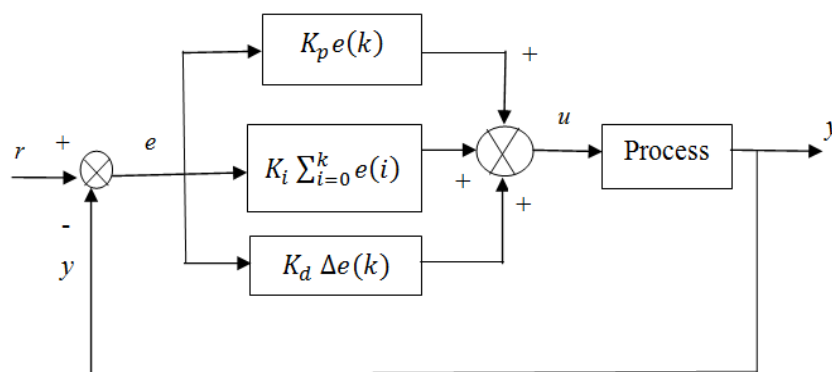 K_p e(k)
+
r
+
e
K_i ∑_{i=0}^{k} e(i)
+
u
Process
y
-
y
K_d Δe(k)
+